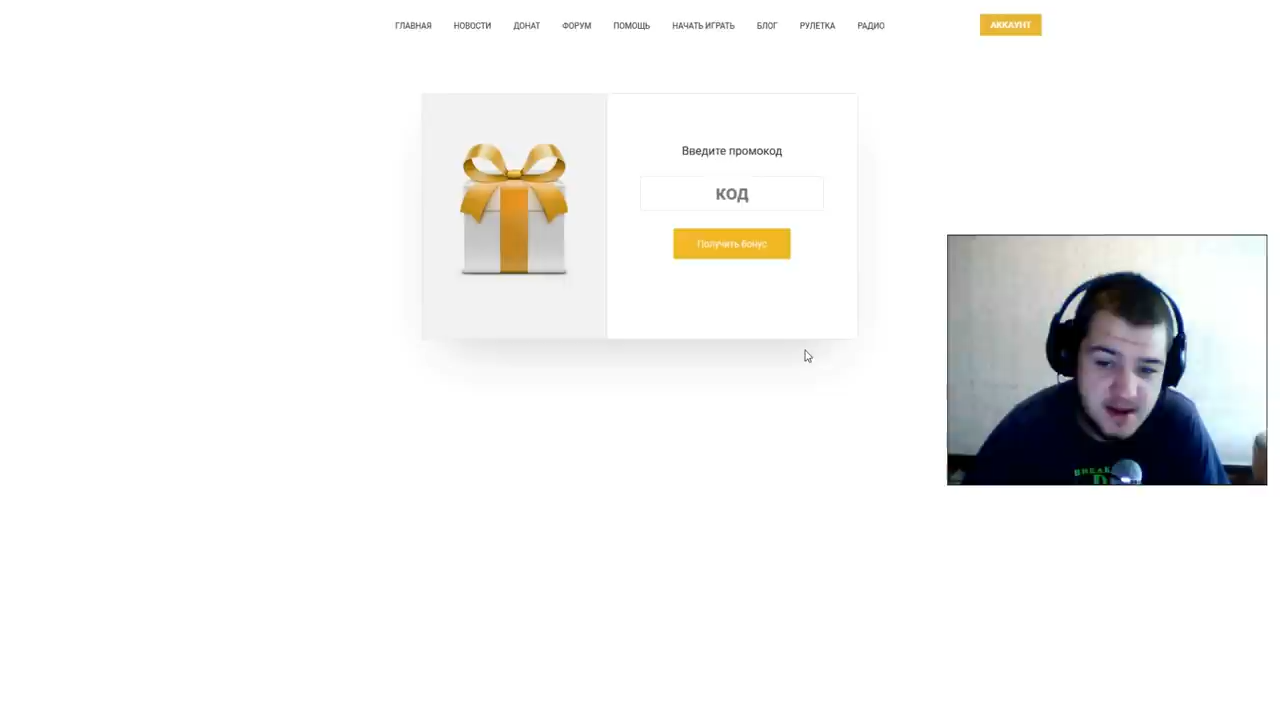 ГЛАВНАЯ НОВОСТИ ДОНАТ ФОРУМ ПОМОЩЬ НАЧАТЬ ИГРАТЬ БЛОГ РУЛЕТКА РАДИО АККАУНТ
Введите промокод
КОД
Получить бонус